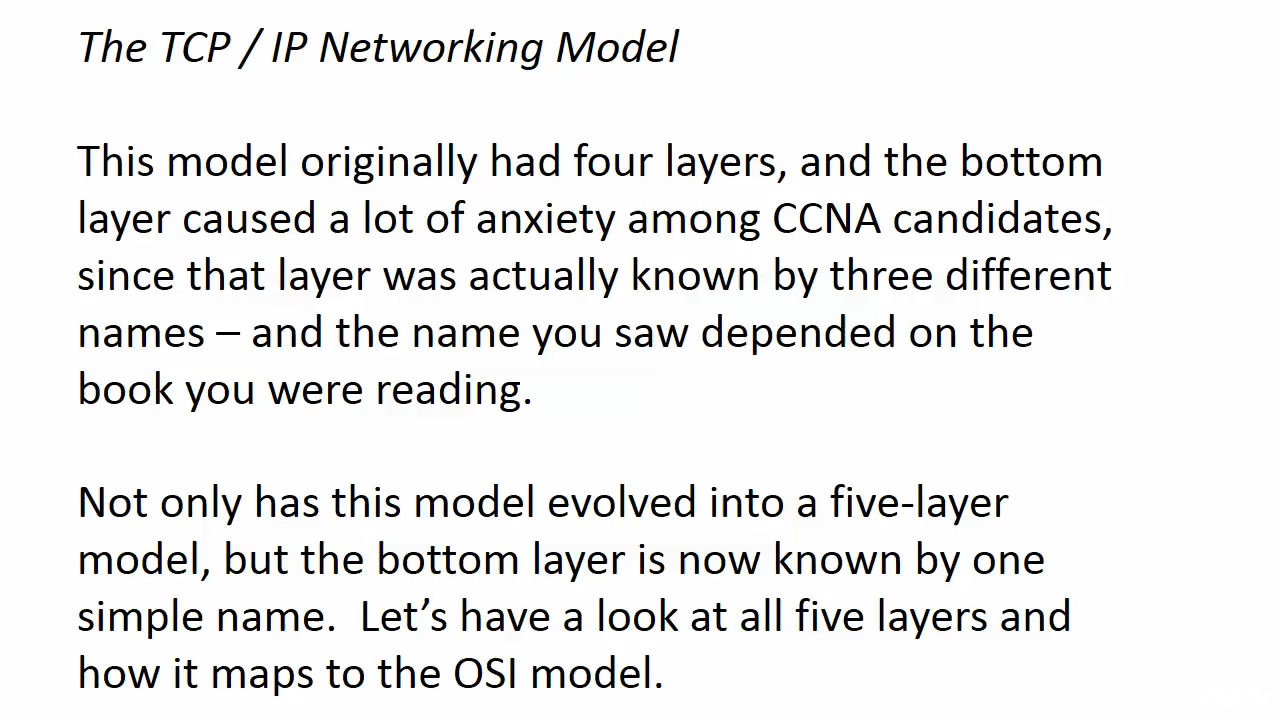 The TCP / IP Networking Model
This model originally had four layers, and the bottom
layer caused a lot of anxiety among CCNA candidates,
since that layer was actually known by three different
names – and the name you saw depended on the
book you were reading.
Not only has this model evolved into a five-layer
model, but the bottom layer is now known by one
simple name.  Let’s have a look at all five layers and
how it maps to the OSI model.